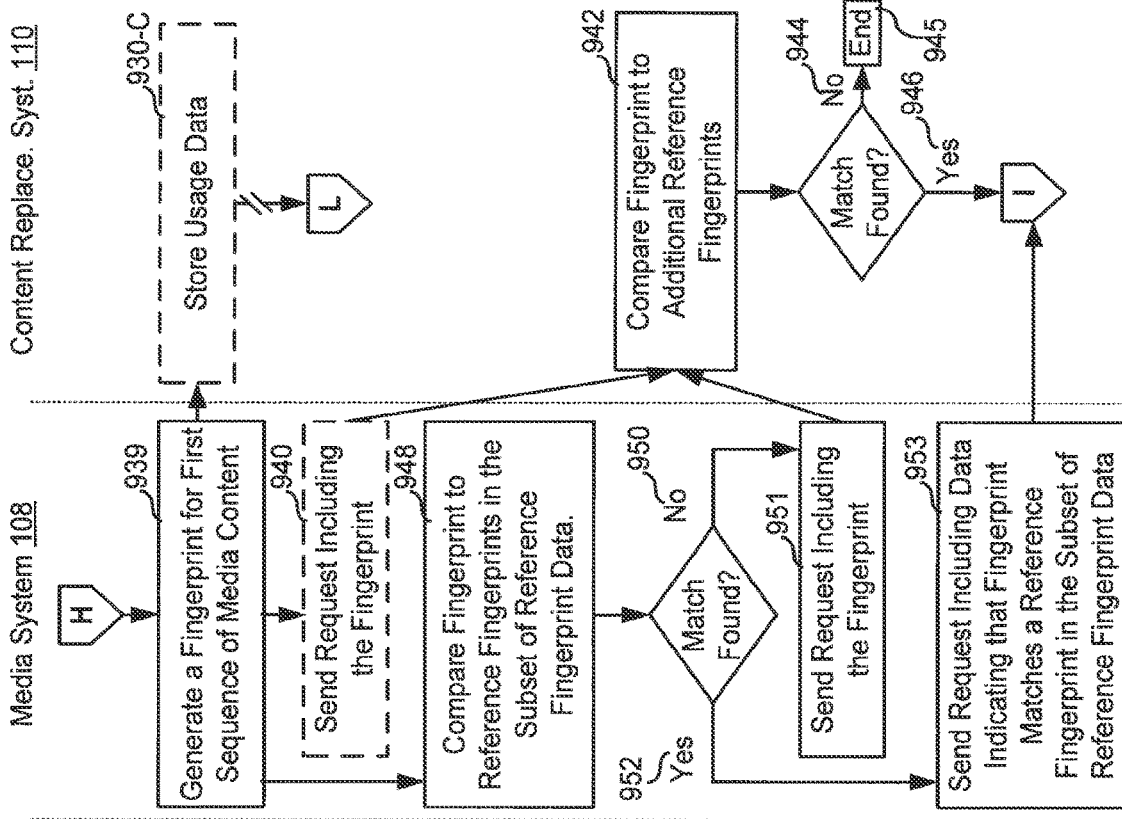 Media System 108
H
939
Generate a Fingerprint for First
Sequence of Media Content
940
Send Request Including
the Fingerprint
948
Compare Fingerprint to
Reference Fingerprints in the
Subset of Reference
Fingerprint Data.
Match
Found?
950
No
952
Yes
951
Send Request Including
the Fingerprint
953
Send Request Including Data
Indicating that Fingerprint
Matches a Reference
Fingerprint in the Subset of
Reference Fingerprint Data
Content Replace. Syst. 110
930-C
Store Usage Data
L
942
Compare Fingerprint to
Additional Reference
Fingerprints
Match
Found?
944
No
End
945
946
Yes
I